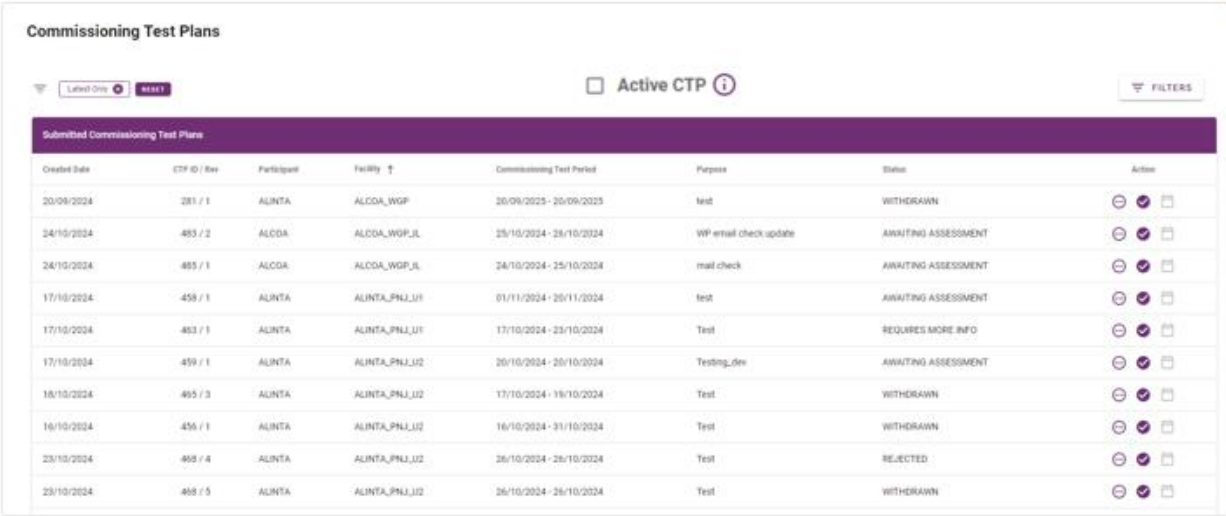 Commissioning Test Plans
Latest Only RESET Active CTP FILTERS
Submitted Commissioning Test Plans
Created Date CTP ID / Rev Participant Facility ↑ Commissioning Test Period Purpose Status Action
20/09/2024 281 / 1 ALINTA ALCOA_WGP 20/09/2025 - 20/09/2025 test WITHDRAWN
24/10/2024 483 / 2 ALCOA ALCOA_WGP_IL 25/10/2024 - 26/10/2024 WP email check update AWAITING ASSESSMENT
24/10/2024 485 / 1 ALCOA ALCOA_WGP_IL 24/10/2024 - 25/10/2024 mail check AWAITING ASSESSMENT
17/10/2024 458 / 1 ALINTA ALINTA_PNJ_U1 01/11/2024 - 20/11/2024 test AWAITING ASSESSMENT
17/10/2024 463 / 1 ALINTA ALINTA_PNJ_U1 17/10/2024 - 23/10/2024 Test REQUIRES MORE INFO
17/10/2024 459 / 1 ALINTA ALINTA_PNJ_U2 20/10/2024 - 20/10/2024 Testing_dev AWAITING ASSESSMENT
18/10/2024 465 / 3 ALINTA ALINTA_PNJ_U2 17/10/2024 - 19/10/2024 Test WITHDRAWN
16/10/2024 456 / 1 ALINTA ALINTA_PNJ_U2 16/10/2024 - 31/10/2024 Test WITHDRAWN
23/10/2024 468 / 4 ALINTA ALINTA_PNJ_U2 26/10/2024 - 26/10/2024 Test REJECTED
23/10/2024 468 / 5 ALINTA ALINTA_PNJ_U2 26/10/2024 - 26/10/2024 Test WITHDRAWN